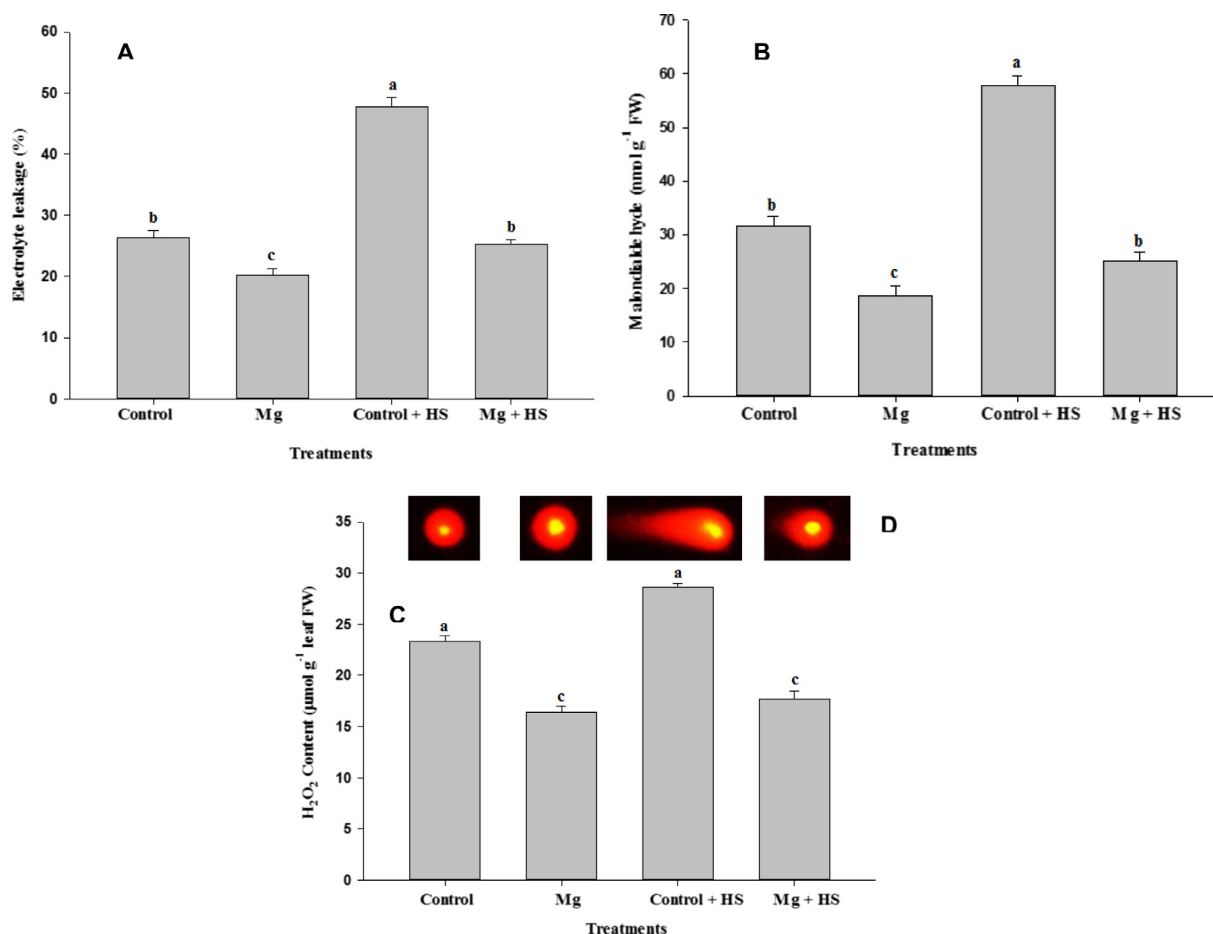 A
Electrolyte leakage (%)
60
50
40
30
20
10
0
b
c
a
b
Control Mg Control + HS Mg + HS
Treatments
B
Malondialdehyde (nmol g⁻¹ FW)
70
60
50
40
30
20
10
0
b
c
a
b
Control Mg Control + HS Mg + HS
Treatments
D
C
H₂O₂ Content (µmol g⁻¹ leaf FW)
35
30
25
20
15
10
5
0
a
c
a
c
Control Mg Control + HS Mg + HS
Treatments